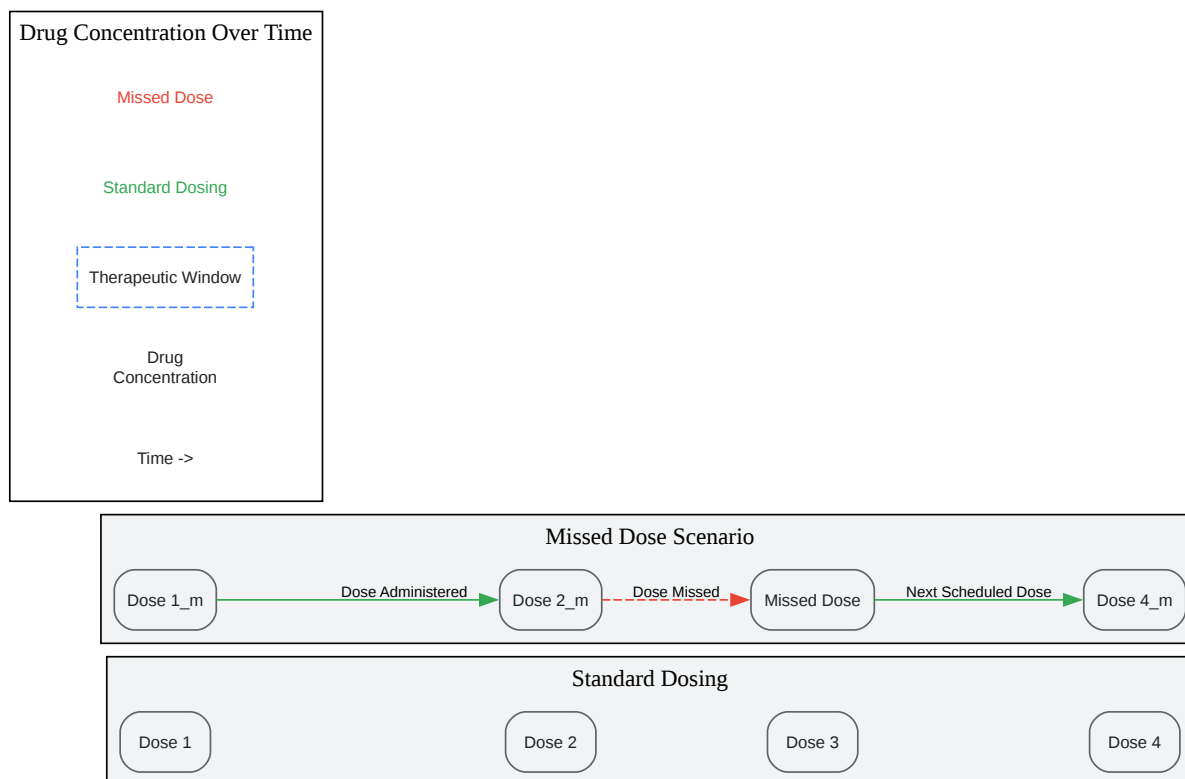 Drug Concentration Over Time
Missed Dose
Standard Dosing
Therapeutic Window
Drug
Concentration
Time ->
Missed Dose Scenario
Dose 1_m
Dose Administered
Dose 2_m
Dose Missed
Missed Dose
Next Scheduled Dose
Dose 4_m
Standard Dosing
Dose 1
Dose 2
Dose 3
Dose 4